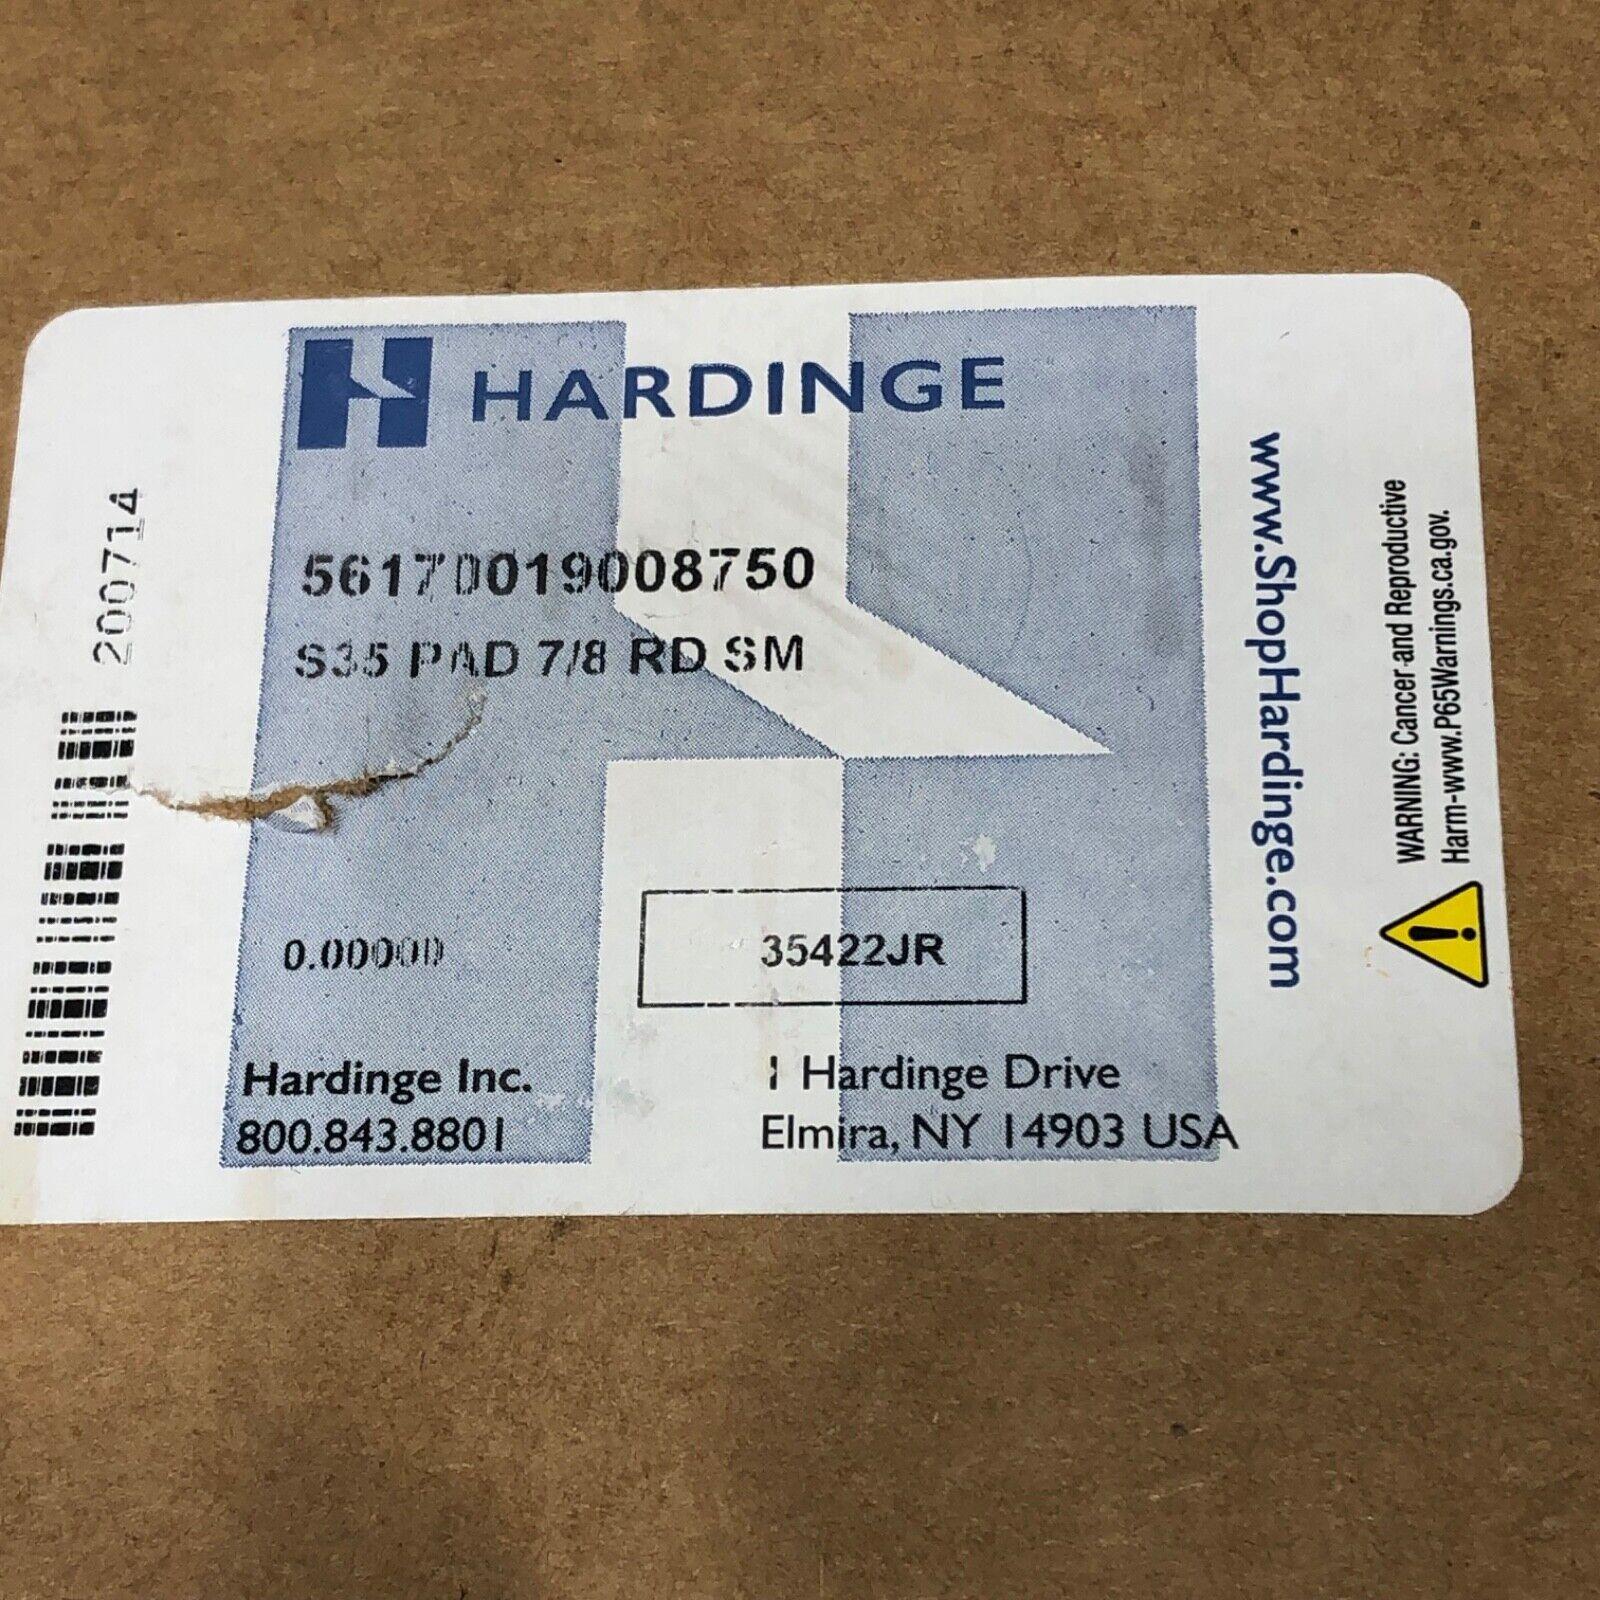 HARDINGE
56170019008750
S35 PAD 7/8 RD SM
200714
0.00000
35422JR
Hardinge Inc.
800.843.8801
1 Hardinge Drive
Elmira, NY 14903 USA
www.ShopHardinge.com
WARNING: Cancer and Reproductive
Harm-www.P65Warnings.ca.gov.